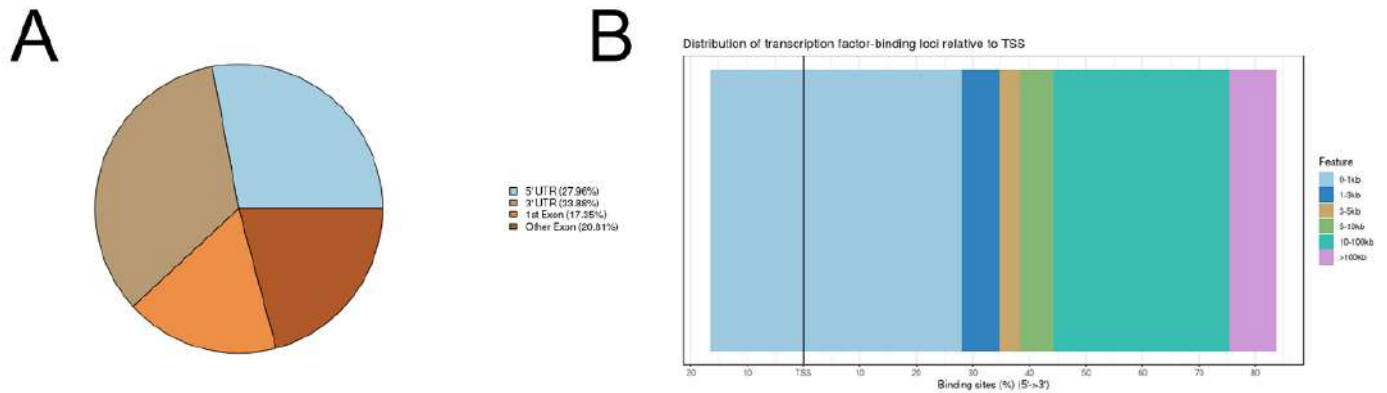 A
B
Distribution of transcription factor-binding loci relative to TSS
5' UTR (27.96%)
3' UTR (33.88%)
1st Exon (17.35%)
Other Exon (20.81%)
Feature
0-1kb
1-3kb
3-5kb
5-10kb
10-100kb
>100kb
20 10 TSS 10 20 30 40 50 60 70 80
Binding sites (%) (5'->3')